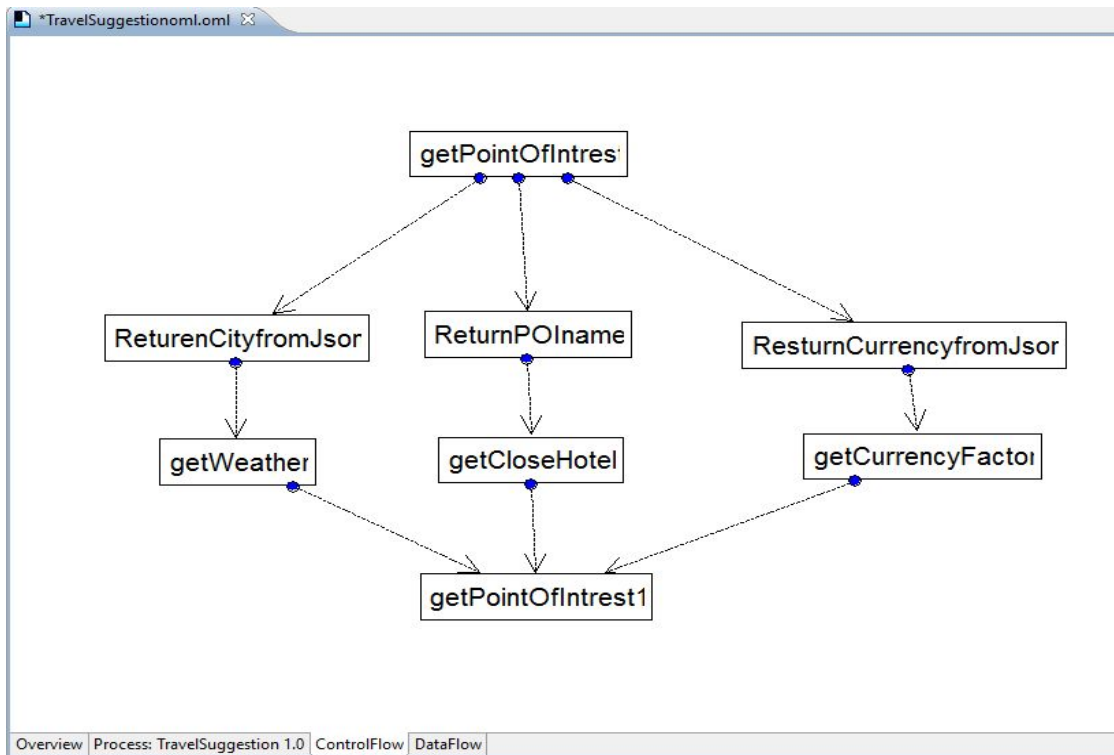 *TravelSuggestionoml.oml
getPointOfIntrest
ReturenCityfromJsor
ReturnPOIname
ResturnCurrencyfromJsor
getWeather
getCloseHotel
getCurrencyFactor
getPointOfIntrest1
Overview Process: TravelSuggestion 1.0 ControlFlow DataFlow